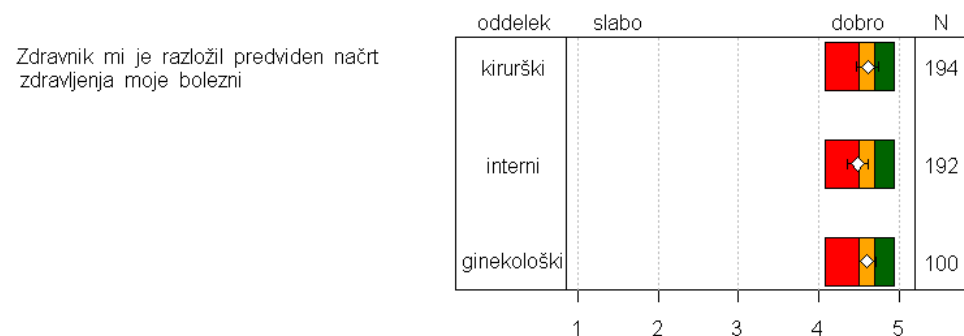 oddelek slabo dobro N
Zdravnik mi je razložil predviden načrt
zdravljenja moje bolezni
kirurški 194
interni 192
ginekološki 100
1 2 3 4 5